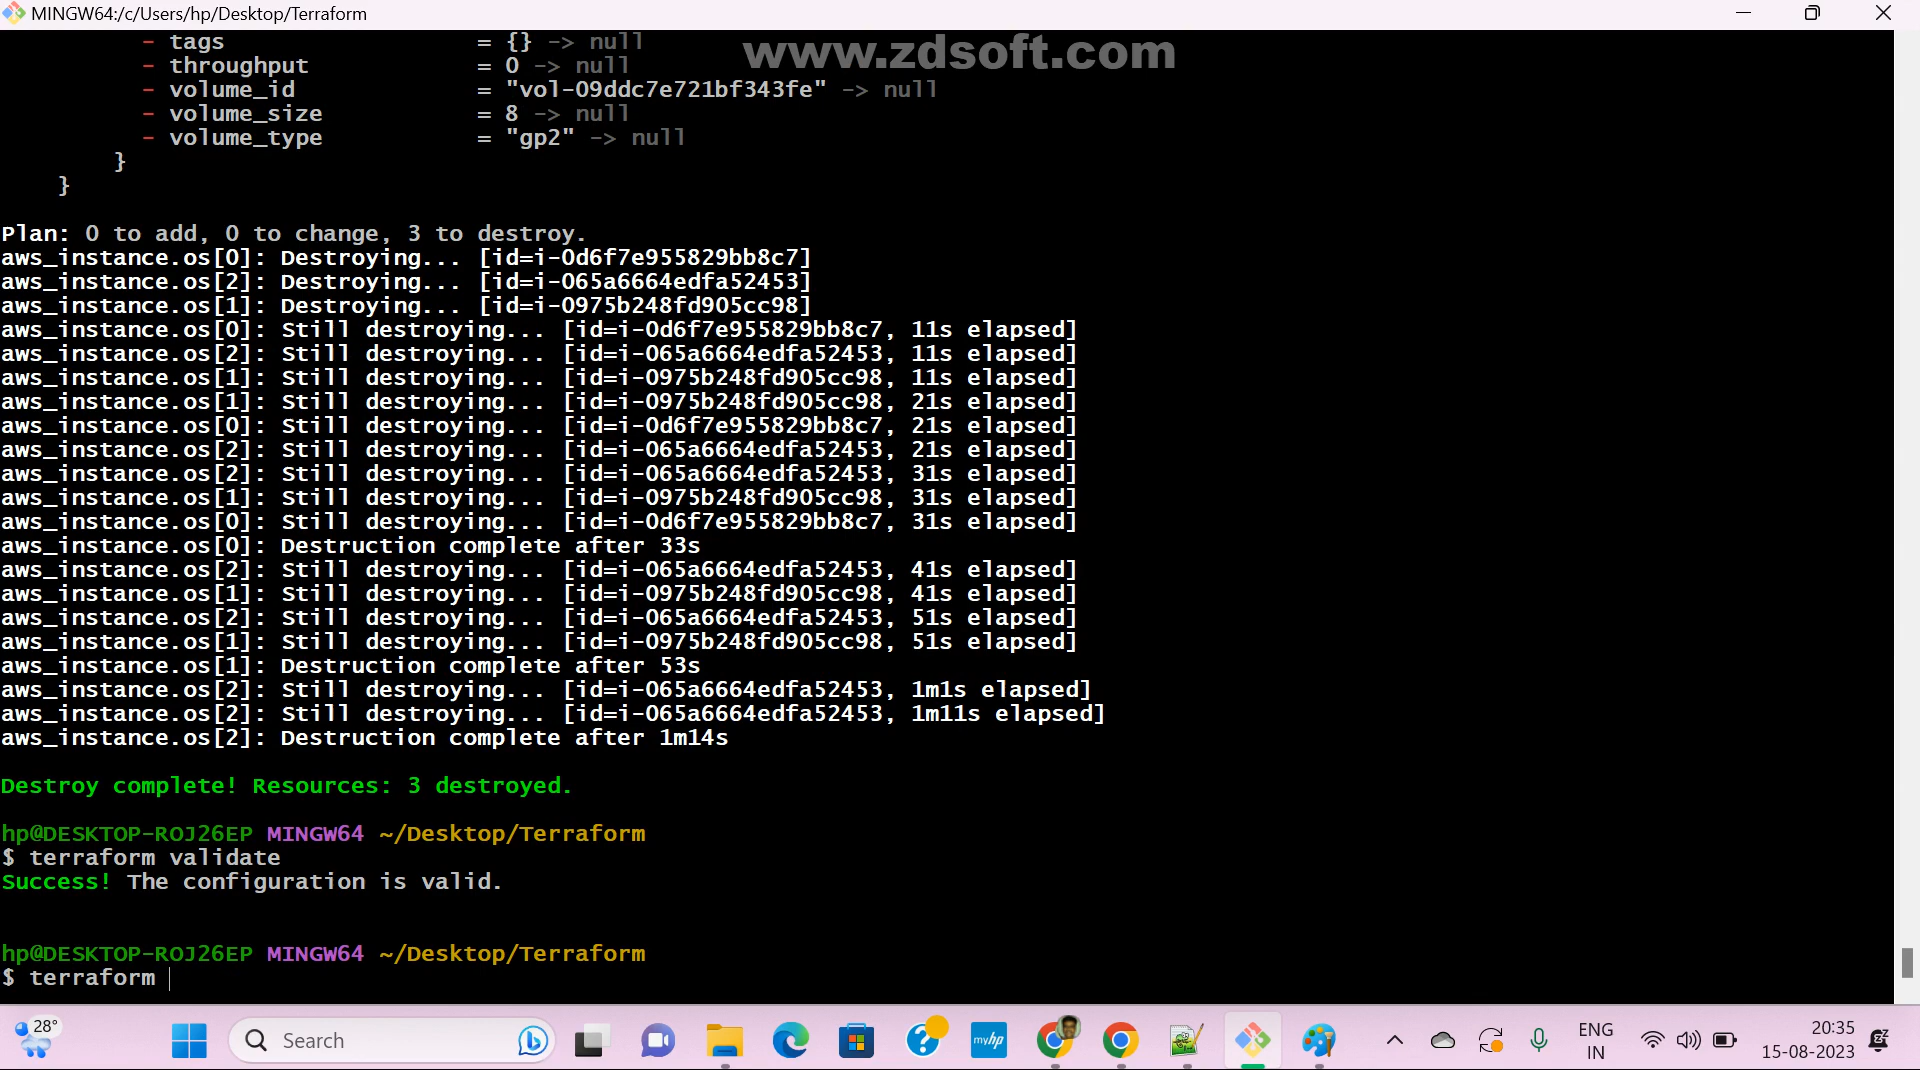 MINGW64:/c/Users/hp/Desktop/Terraform
www.zdsoft.com
- tags = {} -> null
- throughput = 0 -> null
- volume_id = "vol-09ddc7e721bf343fe" -> null
- volume_size = 8 -> null
- volume_type = "gp2" -> null
}
}
Plan: 0 to add, 0 to change, 3 to destroy.
aws_instance.os[0]: Destroying... [id=i-0d6f7e955829bb8c7]
aws_instance.os[2]: Destroying... [id=i-065a6664edfa52453]
aws_instance.os[1]: Destroying... [id=i-0975b248fd905cc98]
aws_instance.os[0]: Still destroying... [id=i-0d6f7e955829bb8c7, 11s elapsed]
aws_instance.os[2]: Still destroying... [id=i-065a6664edfa52453, 11s elapsed]
aws_instance.os[1]: Still destroying... [id=i-0975b248fd905cc98, 11s elapsed]
aws_instance.os[1]: Still destroying... [id=i-0975b248fd905cc98, 21s elapsed]
aws_instance.os[0]: Still destroying... [id=i-0d6f7e955829bb8c7, 21s elapsed]
aws_instance.os[2]: Still destroying... [id=i-065a6664edfa52453, 21s elapsed]
aws_instance.os[2]: Still destroying... [id=i-065a6664edfa52453, 31s elapsed]
aws_instance.os[1]: Still destroying... [id=i-0975b248fd905cc98, 31s elapsed]
aws_instance.os[0]: Still destroying... [id=i-0d6f7e955829bb8c7, 31s elapsed]
aws_instance.os[0]: Destruction complete after 33s
aws_instance.os[2]: Still destroying... [id=i-065a6664edfa52453, 41s elapsed]
aws_instance.os[1]: Still destroying... [id=i-0975b248fd905cc98, 41s elapsed]
aws_instance.os[2]: Still destroying... [id=i-065a6664edfa52453, 51s elapsed]
aws_instance.os[1]: Still destroying... [id=i-0975b248fd905cc98, 51s elapsed]
aws_instance.os[1]: Destruction complete after 53s
aws_instance.os[2]: Still destroying... [id=i-065a6664edfa52453, 1m1s elapsed]
aws_instance.os[2]: Still destroying... [id=i-065a6664edfa52453, 1m11s elapsed]
aws_instance.os[2]: Destruction complete after 1m14s
Destroy complete! Resources: 3 destroyed.
hp@DESKTOP-ROJ26EP MINGW64 ~/Desktop/Terraform
$ terraform validate
Success! The configuration is valid.
hp@DESKTOP-ROJ26EP MINGW64 ~/Desktop/Terraform
$ terraform
28°
Search
myhp
ENG
IN
20:35
15-08-2023